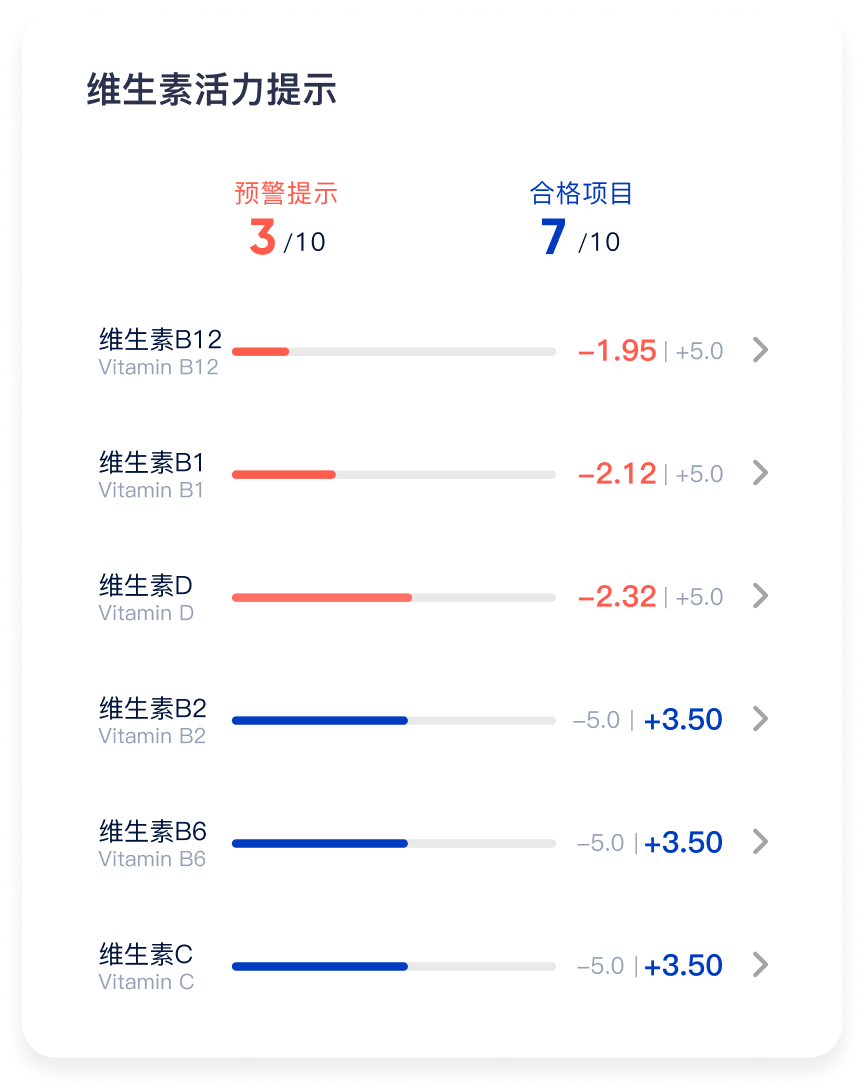 维生素活力提示
预警提示 合格项目
3 /10 7 /10
维生素B12
Vitamin B12
–1.95 | +5.0
维生素B1
Vitamin B1
–2.12 | +5.0
维生素D
Vitamin D
–2.32 | +5.0
维生素B2
Vitamin B2
–5.0 | +3.50
维生素B6
Vitamin B6
–5.0 | +3.50
维生素C
Vitamin C
–5.0 | +3.50